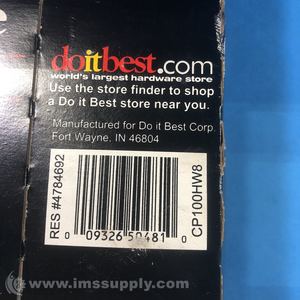 doitbest.com
world's largest hardware store
Use the store finder to shop
a Do it Best store near you.
Manufactured for Do it Best Corp.
Fort Wayne, IN 46804
RES #4784692
CP100HW8
0 09326 50481 0
www.imssupply.com